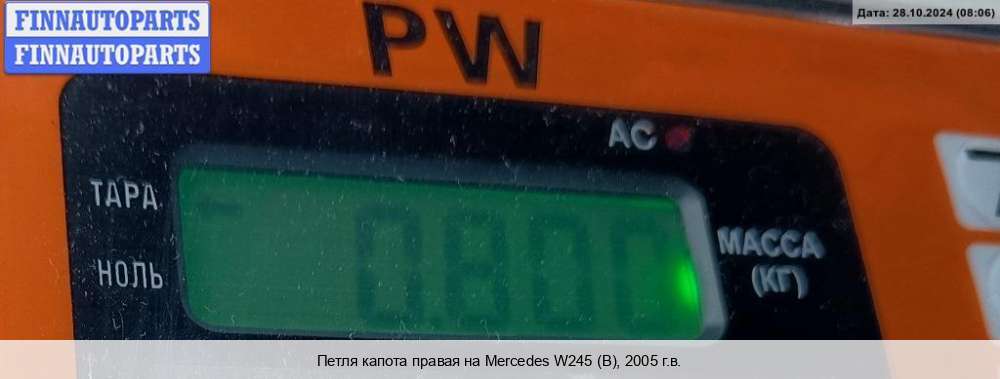 FINNAUTOPARTS
FINNAUTOPARTS
Дата: 28.10.2024 (08:06)
PW
AC
ТАРА
0.800
МАССА
(КГ)
НОЛЬ
Петля капота правая на Mercedes W245 (B), 2005 г.в.